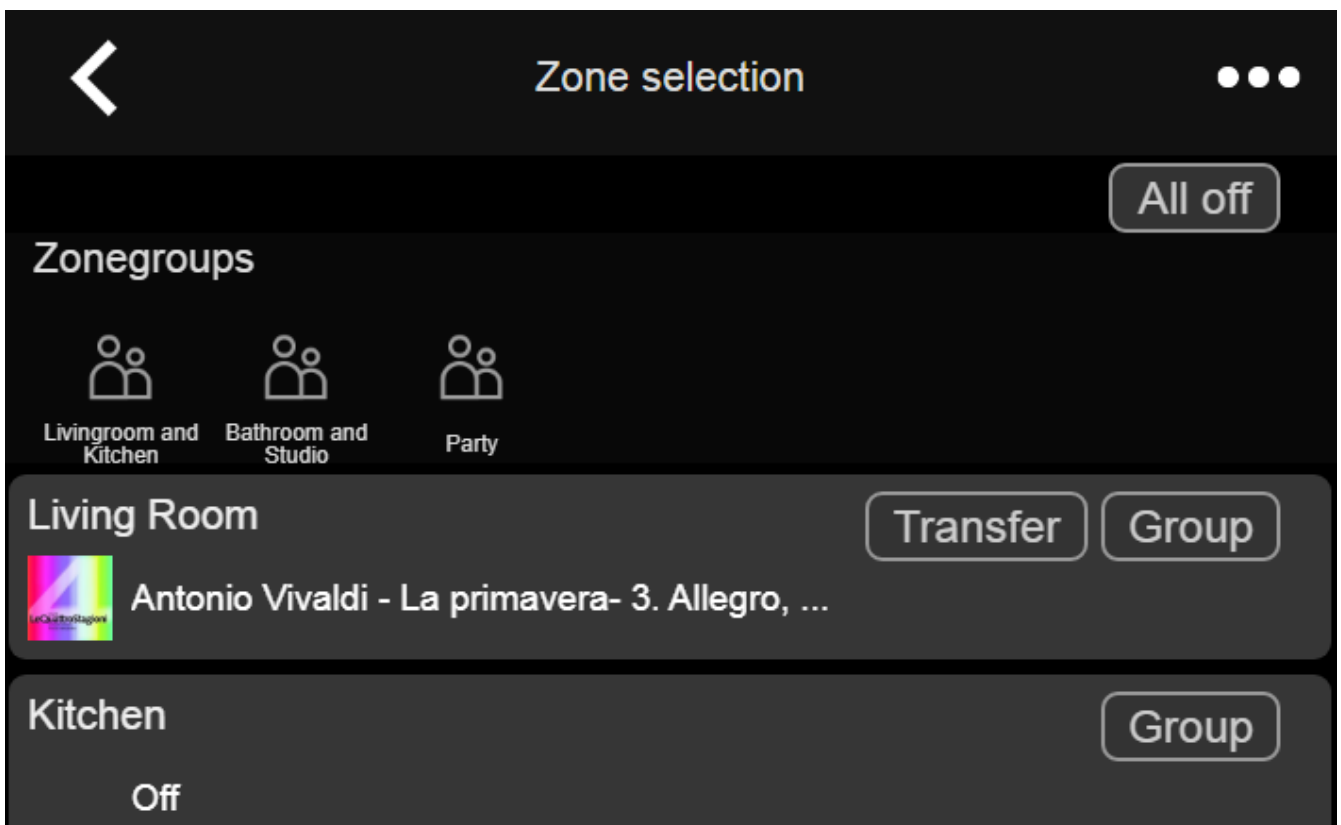 Zone selection
All off
Zonegroups
Livingroom and
Kitchen
Bathroom and
Studio
Party
Living Room
Transfer
Group
LeQuattroStagioni
Antonio Vivaldi - La primavera- 3. Allegro, ...
Kitchen
Group
Off